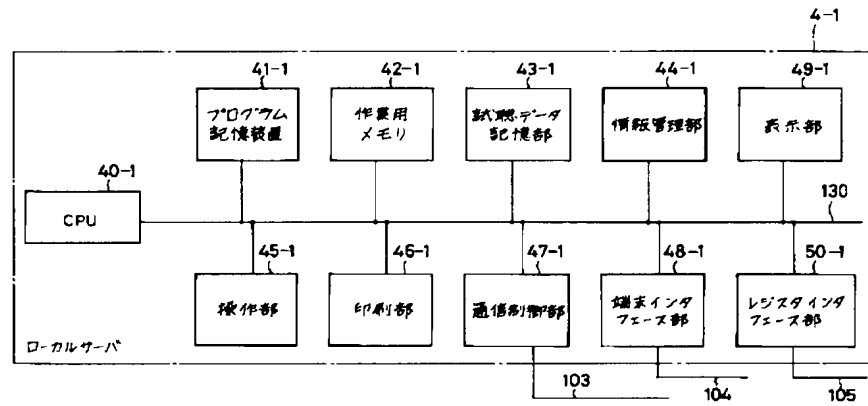 4-1
41-1
42-1
43-1
44-1
49-1
プログラム
記憶装置
作業用
メモリ
試聴データ
記憶部
情報管理部
表示部
40-1
CPU
130
45-1
46-1
47-1
48-1
50-1
操作部
印刷部
通信制御部
端末インタ
フェース部
レジスタインタ
フェース部
ローカルサーバ
103
104
105